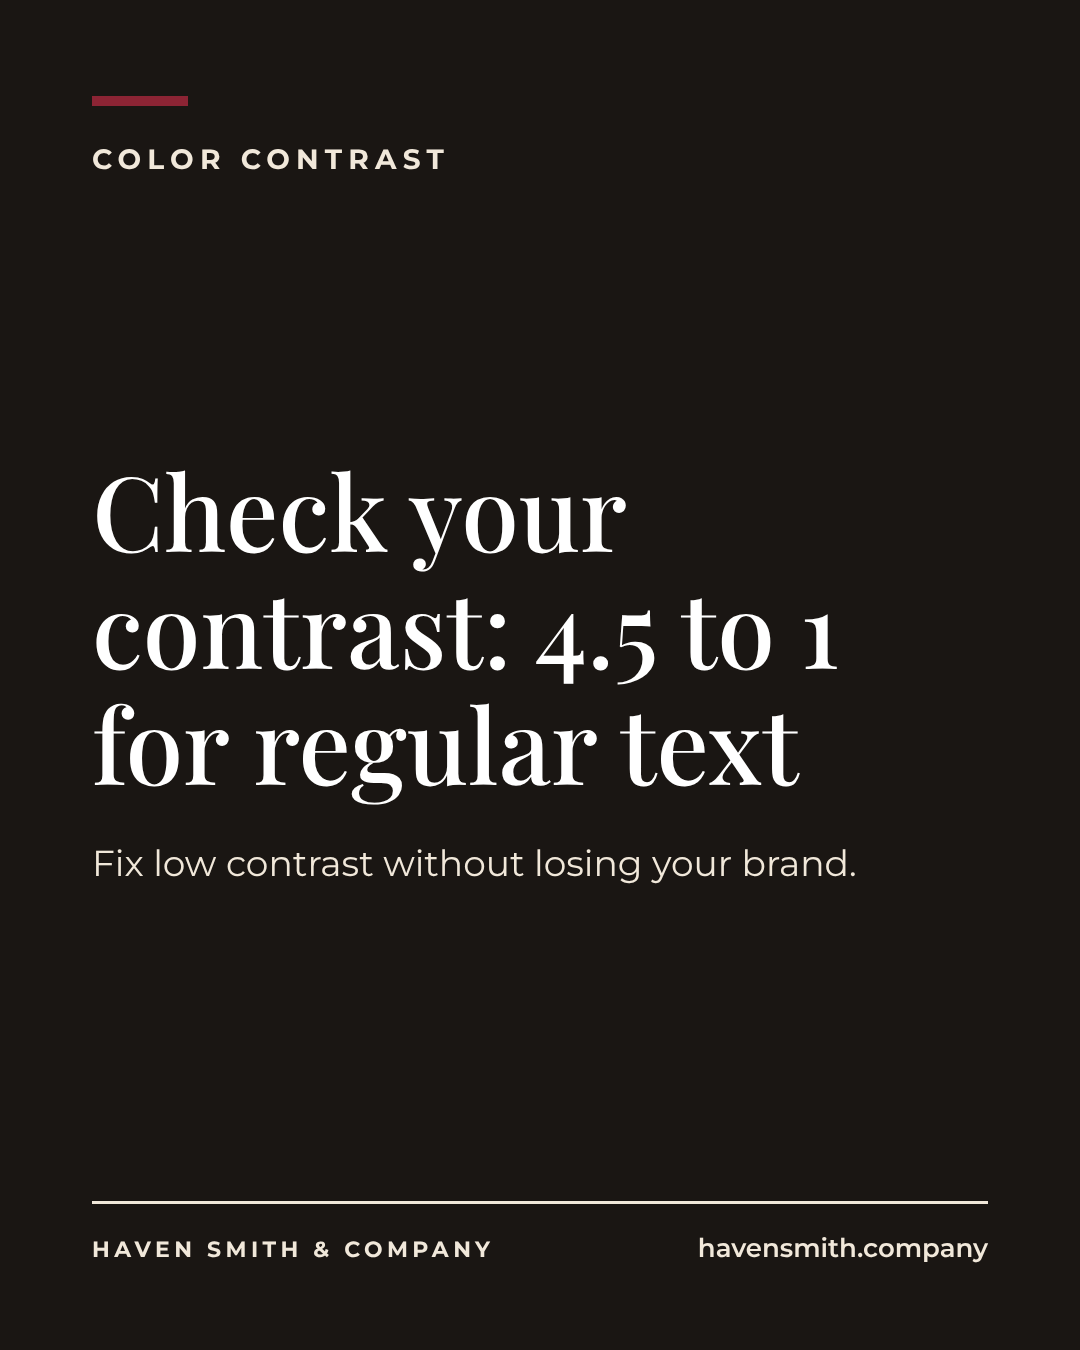 COLOR CONTRAST
Check your
contrast: 4.5 to 1
for regular text
Fix low contrast without losing your brand.
HAVEN SMITH & COMPANY
havensmith.company